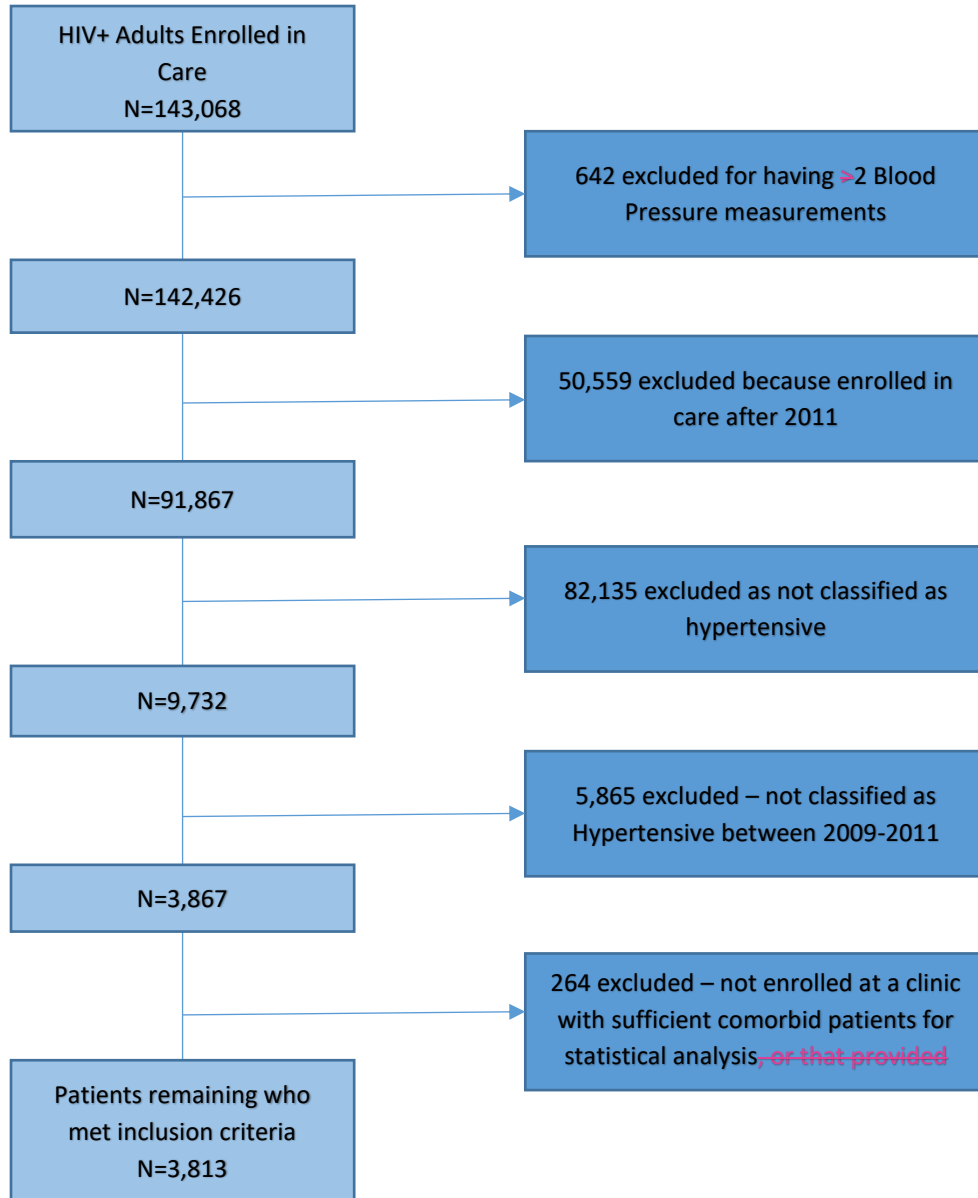 HIV+ Adults Enrolled in
Care
N=143,068
642 excluded for having >2 Blood
Pressure measurements
N=142,426
50,559 excluded because enrolled in
care after 2011
N=91,867
82,135 excluded as not classified as
hypertensive
N=9,732
5,865 excluded – not classified as
Hypertensive between 2009-2011
N=3,867
264 excluded – not enrolled at a clinic
with sufficient comorbid patients for
statistical analysis, or that provided
Patients remaining who
met inclusion criteria
N=3,813